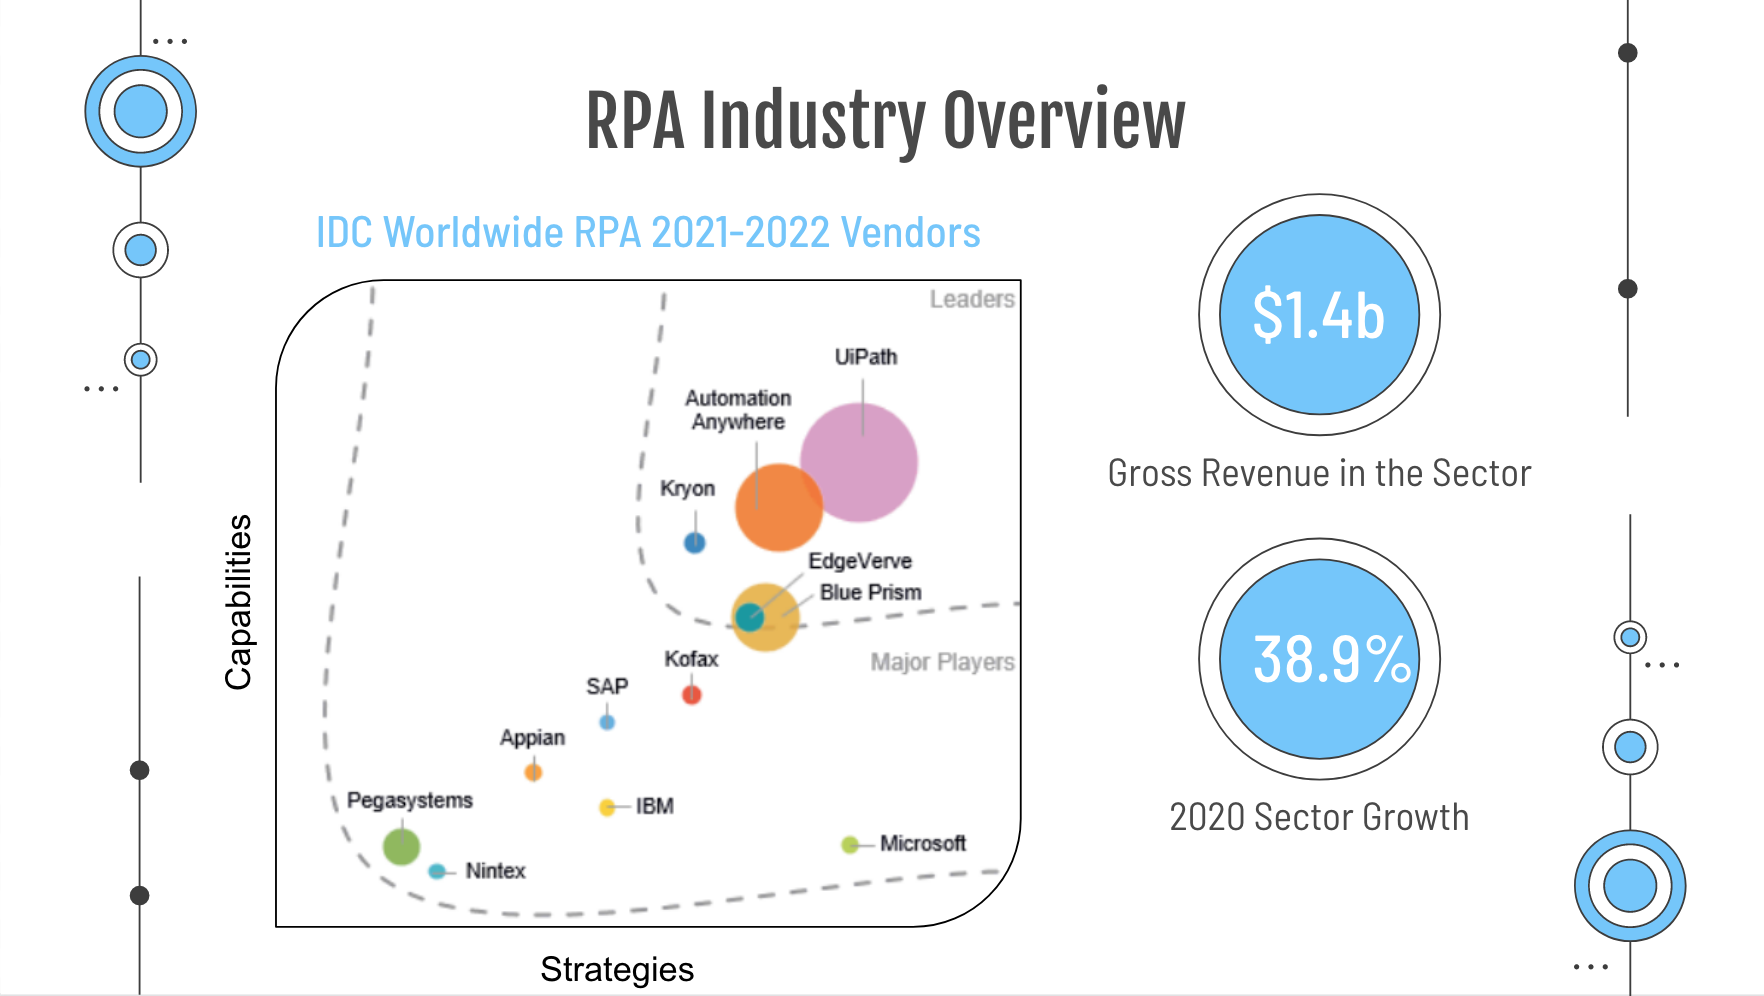 RPA Industry Overview
IDC Worldwide RPA 2021-2022 Vendors
Leaders
UiPath
Automation
Anywhere
Kryon
EdgeVerve
Blue Prism
Kofax
Major Players
SAP
Appian
Pegasystems
IBM
Microsoft
Nintex
Capabilities
Strategies
$1.4b
Gross Revenue in the Sector
38.9%
2020 Sector Growth